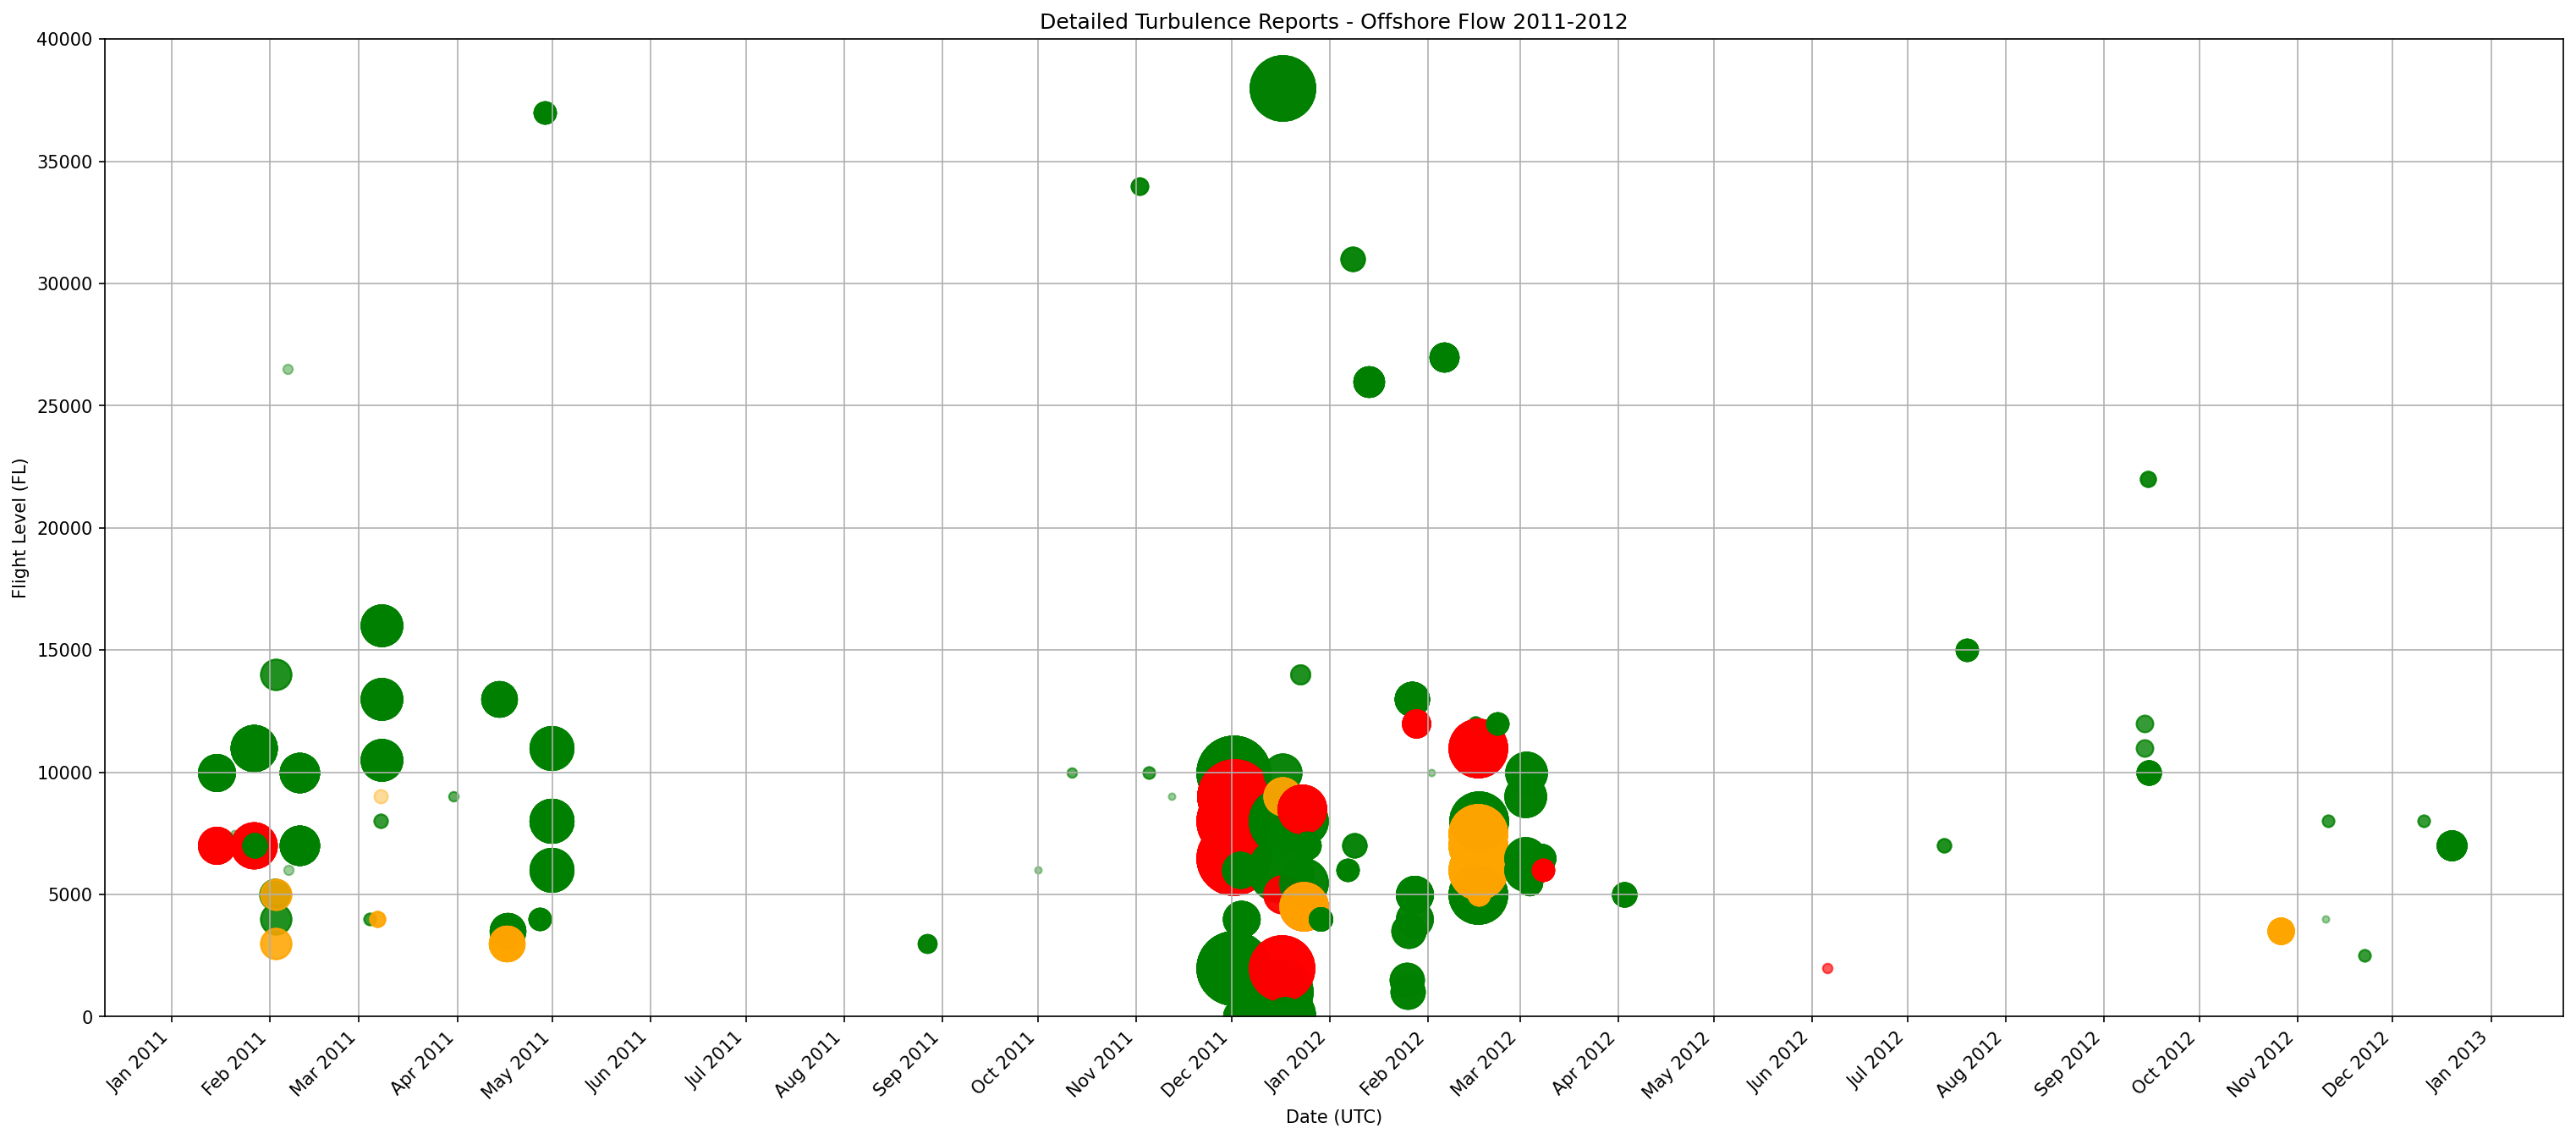 Detailed Turbulence Reports - Offshore Flow 2011-2012
40000
35000
30000
25000
20000
15000
10000
5000
0
Flight Level (FL)
Jan 2011
Feb 2011
Mar 2011
Apr 2011
May 2011
Jun 2011
Jul 2011
Aug 2011
Sep 2011
Oct 2011
Nov 2011
Dec 2011
Jan 2012
Feb 2012
Mar 2012
Apr 2012
May 2012
Jun 2012
Jul 2012
Aug 2012
Sep 2012
Oct 2012
Nov 2012
Dec 2012
Jan 2013
Date (UTC)